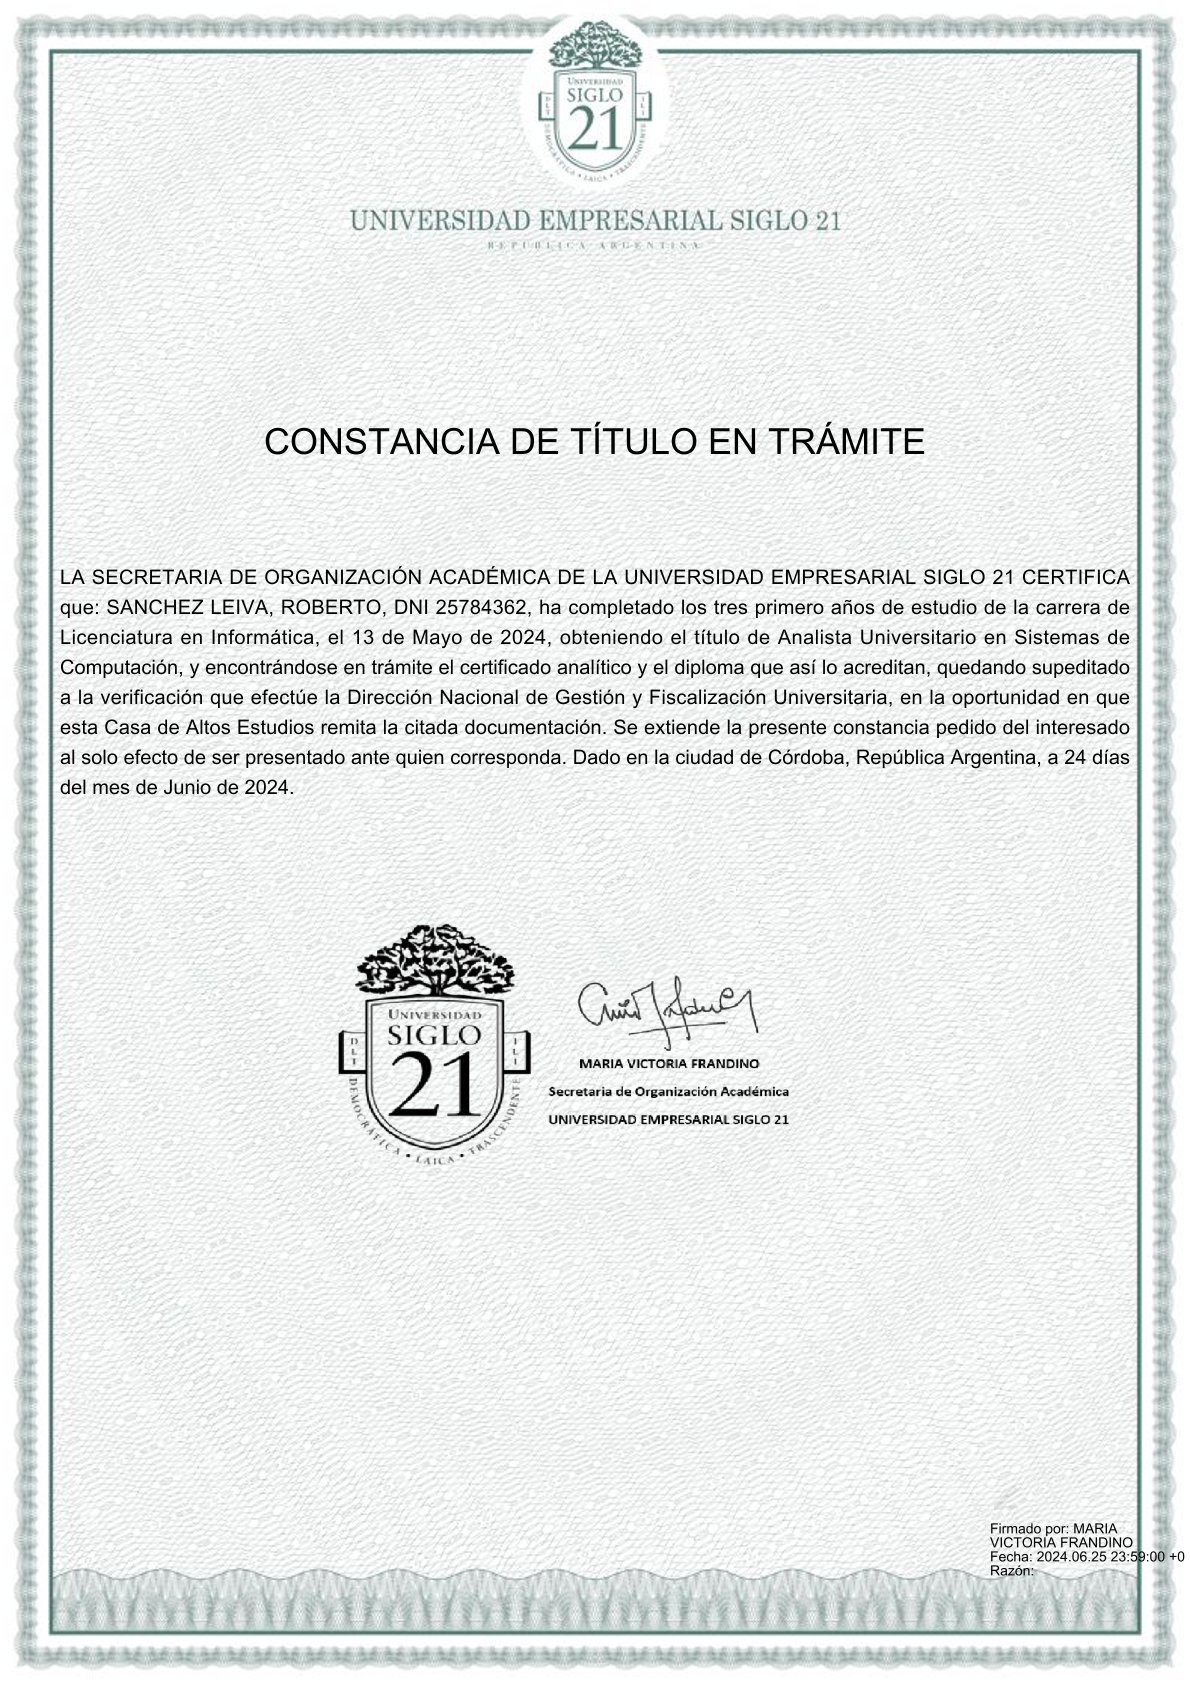 UNIVERSIDAD
SIGLO
21
DEMOCRÁTICA • LAICA • TRASCENDENTE
UNIVERSIDAD EMPRESARIAL SIGLO 21
REPÚBLICA ARGENTINA
CONSTANCIA DE TÍTULO EN TRÁMITE
LA SECRETARIA DE ORGANIZACIÓN ACADÉMICA DE LA UNIVERSIDAD EMPRESARIAL SIGLO 21 CERTIFICA
que: SANCHEZ LEIVA, ROBERTO, DNI 25784362, ha completado los tres primero años de estudio de la carrera de
Licenciatura en Informática, el 13 de Mayo de 2024, obteniendo el título de Analista Universitario en Sistemas de
Computación, y encontrándose en trámite el certificado analítico y el diploma que así lo acreditan, quedando supeditado
a la verificación que efectúe la Dirección Nacional de Gestión y Fiscalización Universitaria, en la oportunidad en que
esta Casa de Altos Estudios remita la citada documentación. Se extiende la presente constancia pedido del interesado
al solo efecto de ser presentado ante quien corresponda. Dado en la ciudad de Córdoba, República Argentina, a 24 días
del mes de Junio de 2024.
UNIVERSIDAD
SIGLO
21
DEMOCRÁTICA • LAICA • TRASCENDENTE
MARIA VICTORIA FRANDINO
Secretaria de Organización Académica
UNIVERSIDAD EMPRESARIAL SIGLO 21
Firmado por: MARIA
VICTORIA FRANDINO
Fecha: 2024.06.25 23:59:00 +0
Razón: